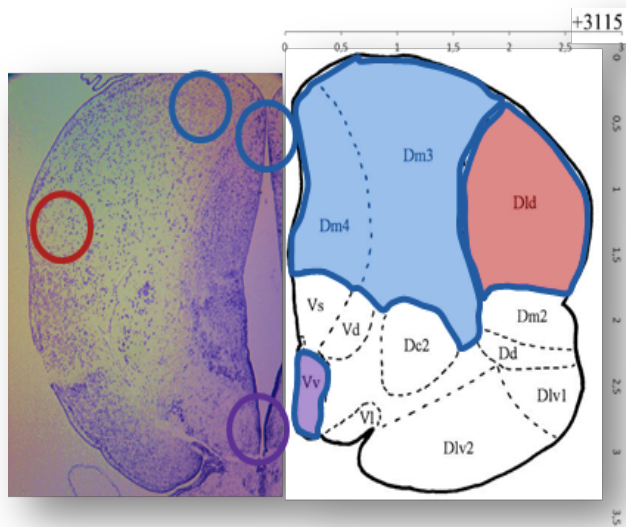 +3115
0 0,5 1 1,5 2 2,5 3
0
0,5
Dm3
1
Dld
Dm4
1,5
Vs
Dm2
Vd
Dc2
2
Dd
Vv
2,5
Dlv1
Vl
Dlv2
3
3,5